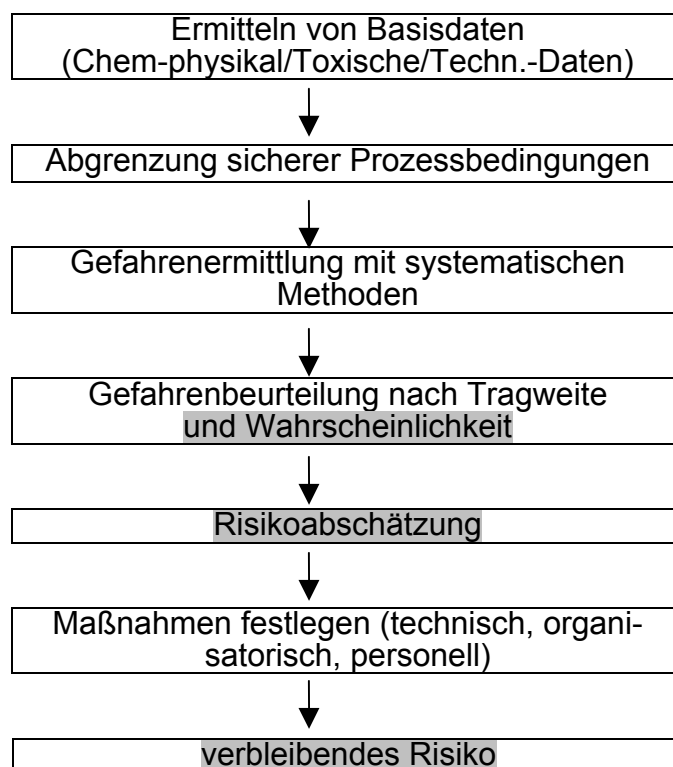 Ermitteln von Basisdaten
(Chem-physikal/Toxische/Techn.-Daten)
Abgrenzung sicherer Prozessbedingungen
Gefahrenermittlung mit systematischen
Methoden
Gefahrenbeurteilung nach Tragweite
und Wahrscheinlichkeit
Risikoabschätzung
Maßnahmen festlegen (technisch, organi-
satorisch, personell)
verbleibendes Risiko